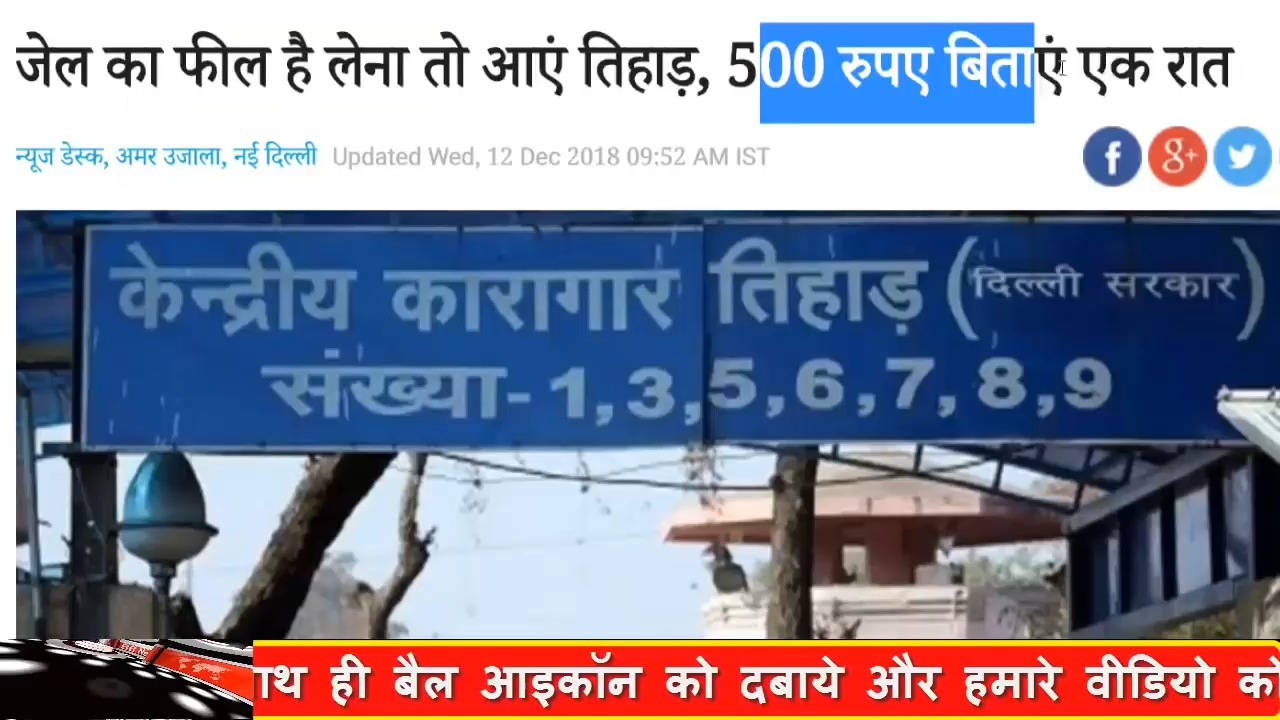 जेल का फील है लेना तो आएं तिहाड़, 500 रुपए बिताएं एक रात
न्यूज डेस्क, अमर उजाला, नई दिल्ली Updated Wed, 12 Dec 2018 09:52 AM IST
केन्द्रीय कारागार तिहाड़ (दिल्ली सरकार)
संख्या- 1,3,5,6,7,8,9
ाथ ही बैल आइकॉन को दबाये और हमारे वीडियो को